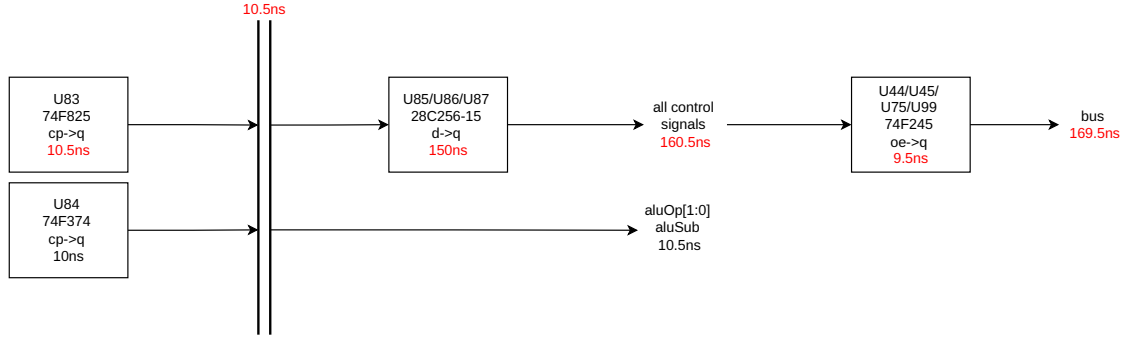 10.5ns
U83
74F825
cp->q
10.5ns
U85/U86/U87
28C256-15
d->q
150ns
all control
signals
160.5ns
U44/U45/
U75/U99
74F245
oe->q
9.5ns
bus
169.5ns
U84
74F374
cp->q
10ns
aluOp[1:0]
aluSub
10.5ns